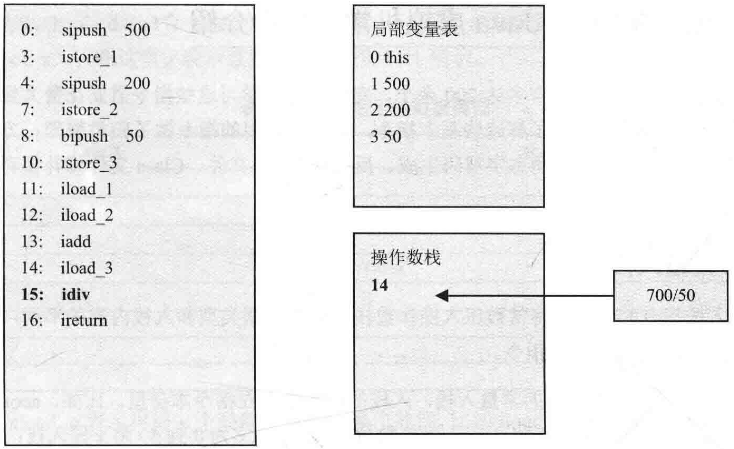 0: sipush 500
3: istore_1
4: sipush 200
7: istore_2
8: bipush 50
10: istore_3
11: iload_1
12: iload_2
13: iadd
14: iload_3
15: idiv
16: ireturn
局部变量表
0 this
1 500
2 200
3 50
操作数栈
14
700/50